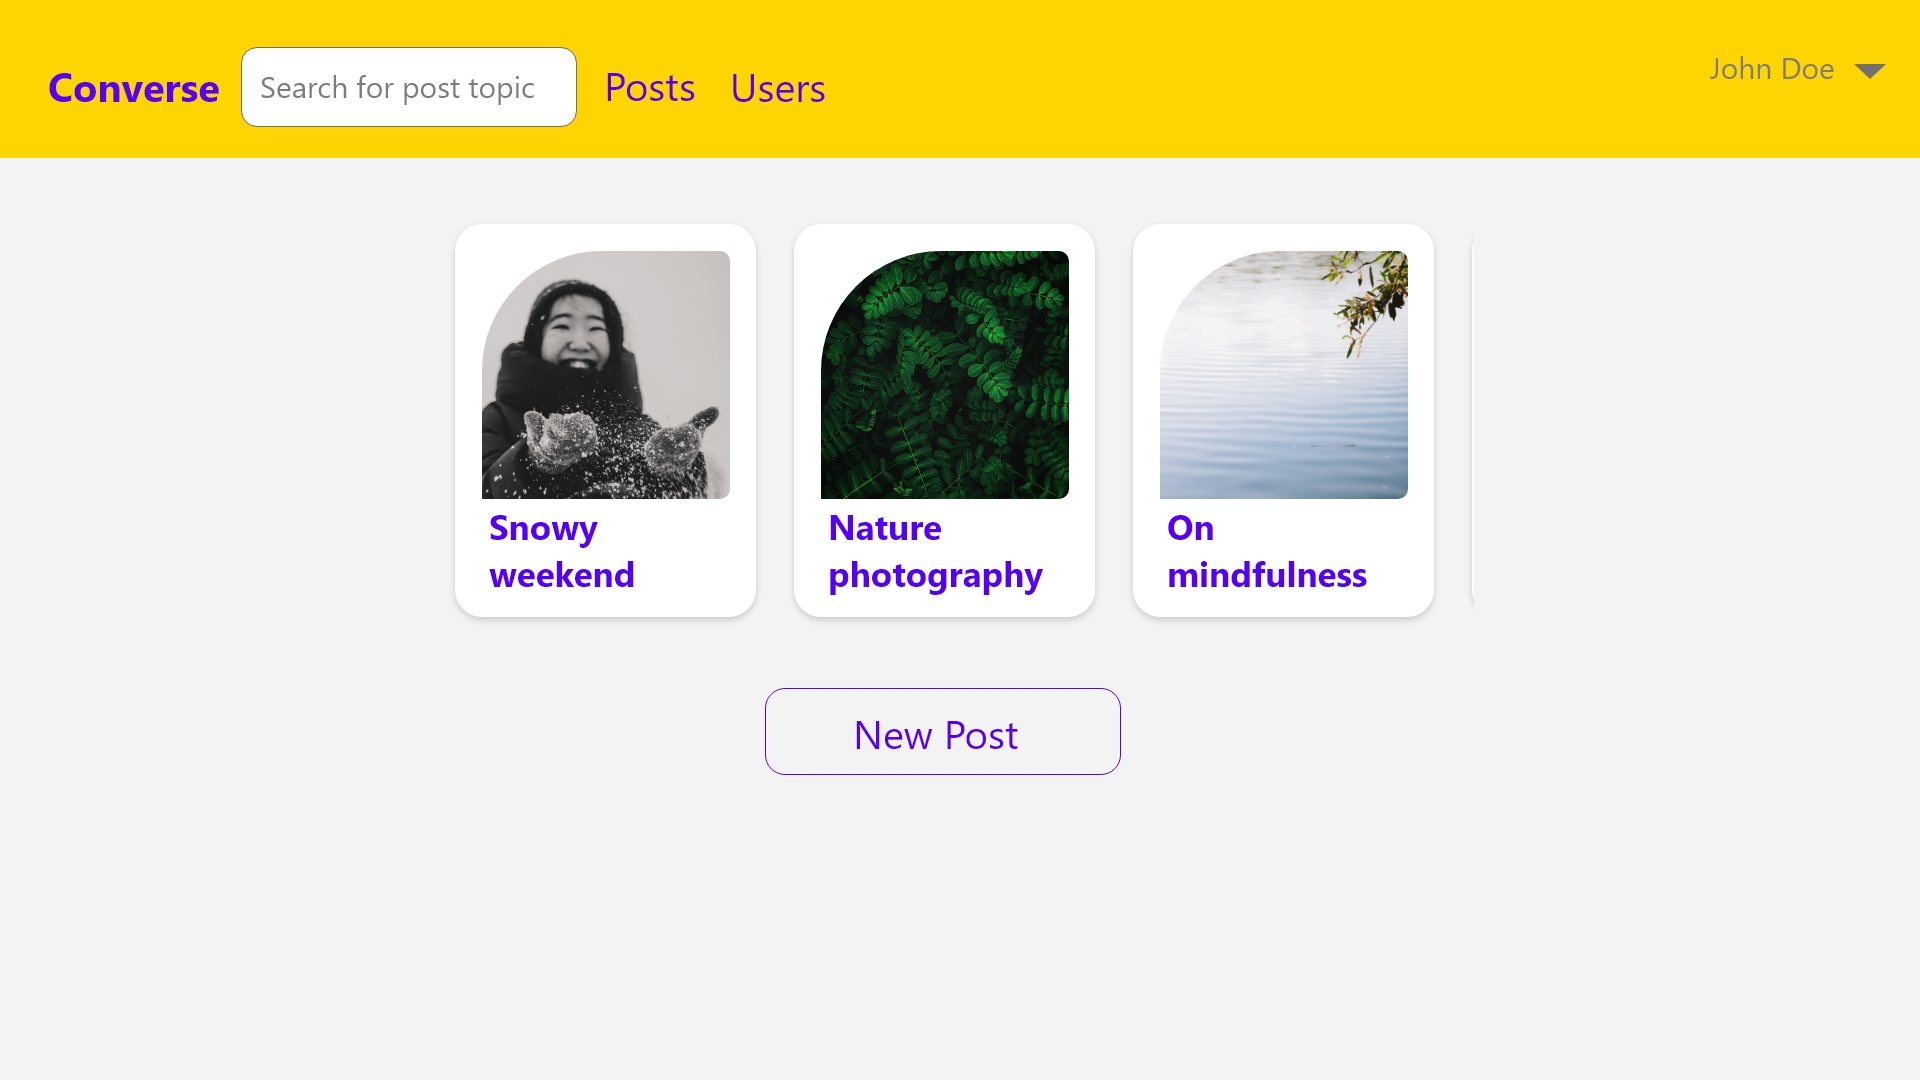 Converse
Search for post topic
Posts
Users
John Doe
Snowy
weekend
Nature
photography
On
mindfulness
New Post